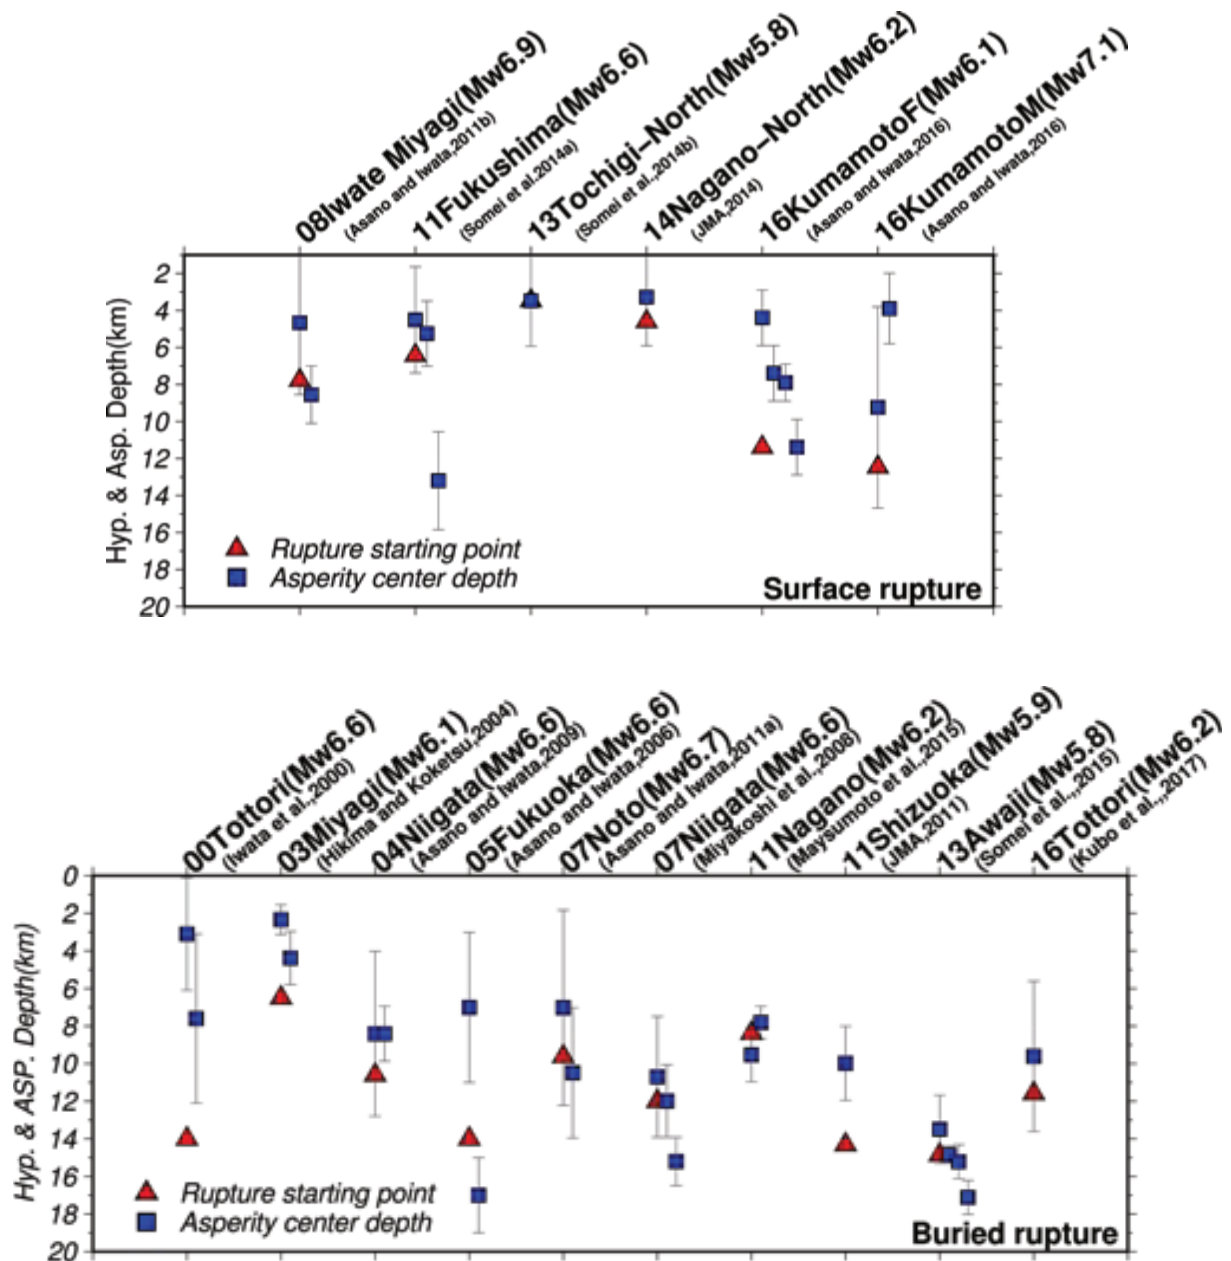 08Iwate Miyagi(Mw6.9)
(Asano and Iwata,2011b)
11Fukushima(Mw6.6)
(Somei et al.2014a)
13Tochigi–North(Mw5.8)
(Somei et al.,2014b)
14Nagano–North(Mw6.2)
(JMA,2014)
16KumamotoF(Mw6.1)
(Asano and Iwata,2016)
16KumamotoM(Mw7.1)
(Asano and Iwata,2016)
Hyp. & Asp. Depth(km)
2
4
6
8
10
12
14
16
18
20
Rupture starting point
Asperity center depth
Surface rupture
00Tottori(Mw6.6)
(Iwata et al.,2000)
03Miyagi(Mw6.1)
(Hikima and Koketsu,2004)
04Niigata(Mw6.6)
(Asano and Iwata,2009)
05Fukuoka(Mw6.6)
(Asano and Iwata,2006)
07Noto(Mw6.7)
(Asano and Iwata,2011a)
07Niigata(Mw6.6)
(Miyakoshi et al.,2008)
11Nagano(Mw6.2)
(Maysumoto et al.,2015)
11Shizuoka(Mw5.9)
(JMA,2011)
13Awaji(Mw5.8)
(Somei et al.,,2015)
16Tottori(Mw6.2)
(Kubo et al.,,2017)
Hyp. & ASP. Depth(km)
0
2
4
6
8
10
12
14
16
18
20
Rupture starting point
Asperity center depth
Buried rupture